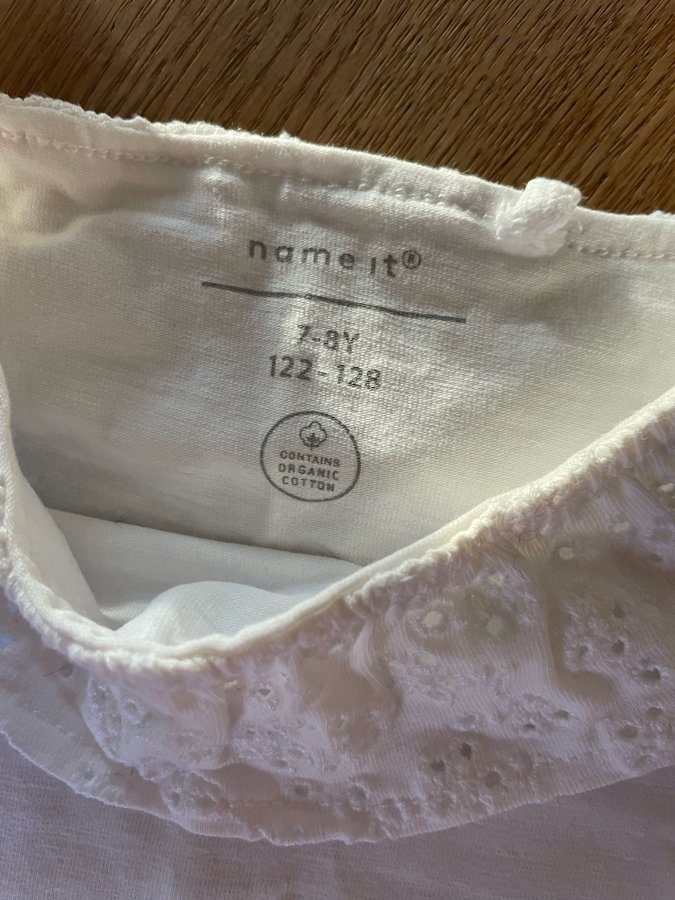 name it®
7-8Y
122-128
CONTAINS
ORGANIC
COTTON